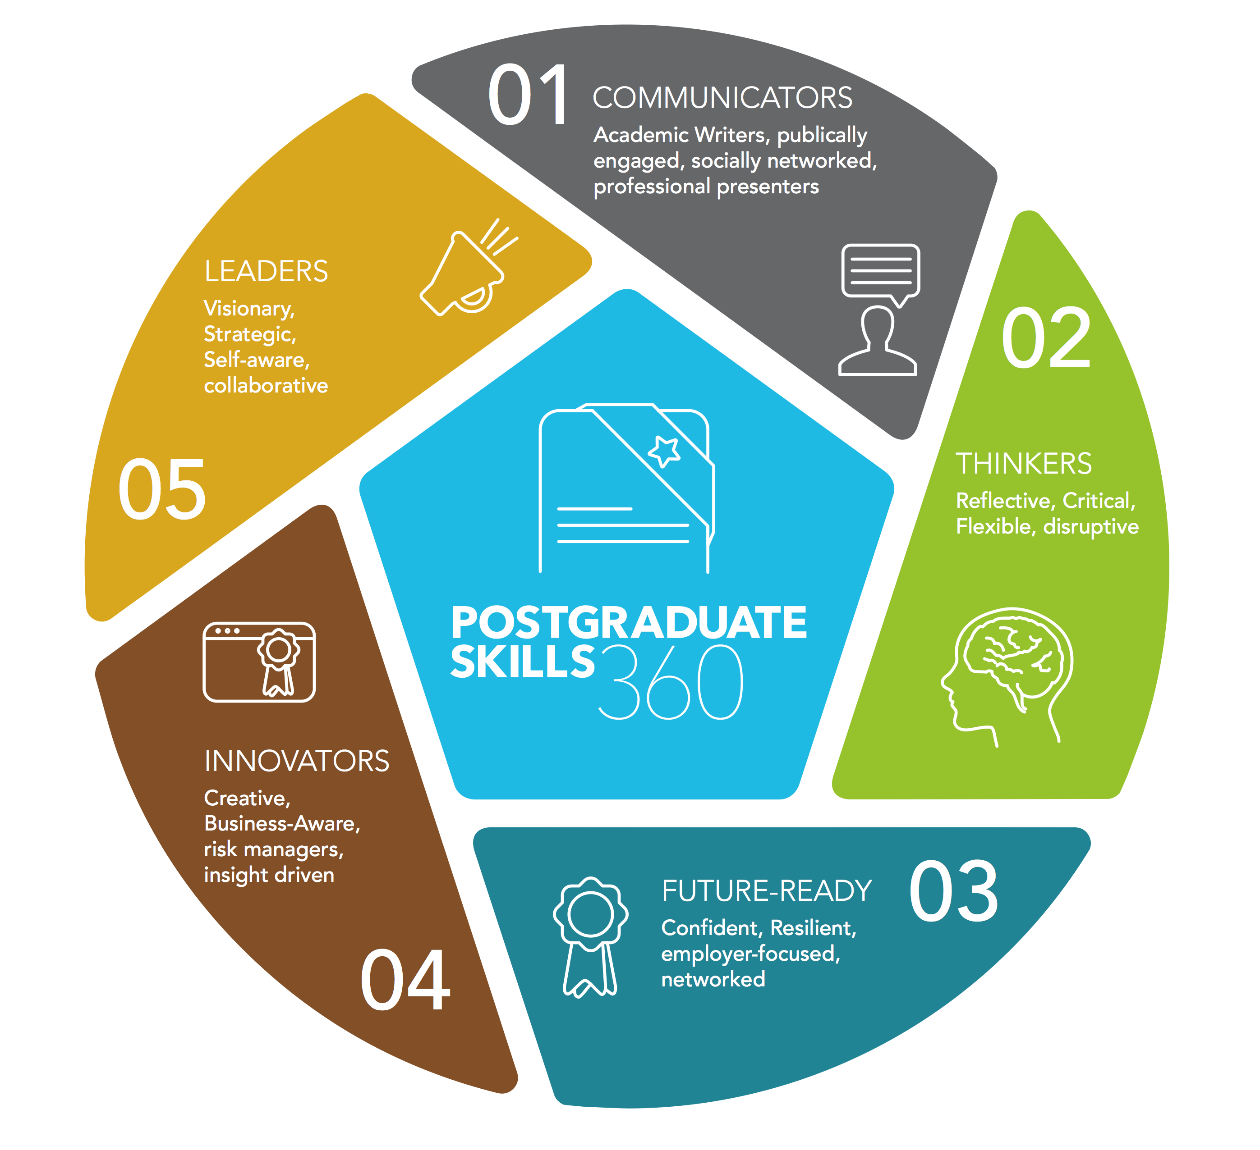 01
COMMUNICATORS
Academic Writers, publically
engaged, socially networked,
professional presenters
02
THINKERS
Reflective, Critical,
Flexible, disruptive
03
FUTURE-READY
Confident, Resilient,
employer-focused,
networked
04
INNOVATORS
Creative,
Business-Aware,
risk managers,
insight driven
05
LEADERS
Visionary,
Strategic,
Self-aware,
collaborative
POSTGRADUATE
SKILLS360